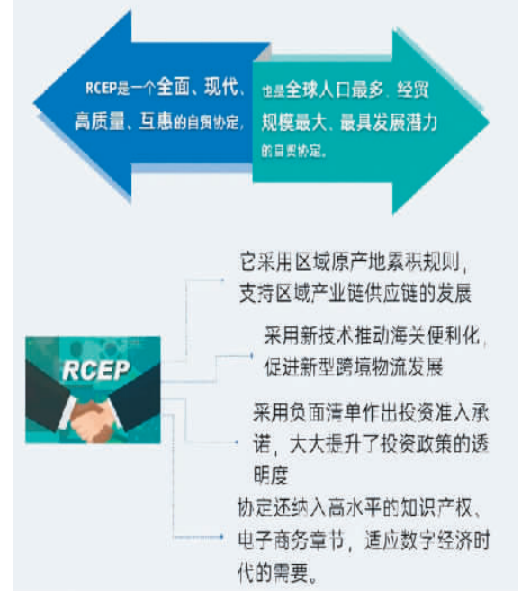 RCEP是一个全面、现代、
高质量、互惠的自贸协定,
也是全球人口最多、经贸
规模最大、最具发展潜力
的自贸协定。
它采用区域原产地累积规则,
支持区域产业链供应链的发展
采用新技术推动海关便利化,
促进新型跨境物流发展
RCEP
采用负面清单作出投资准入承
诺,大大提升了投资政策的透
明度
协定还纳入高水平的知识产权、
电子商务章节,适应数字经济时
代的需要。